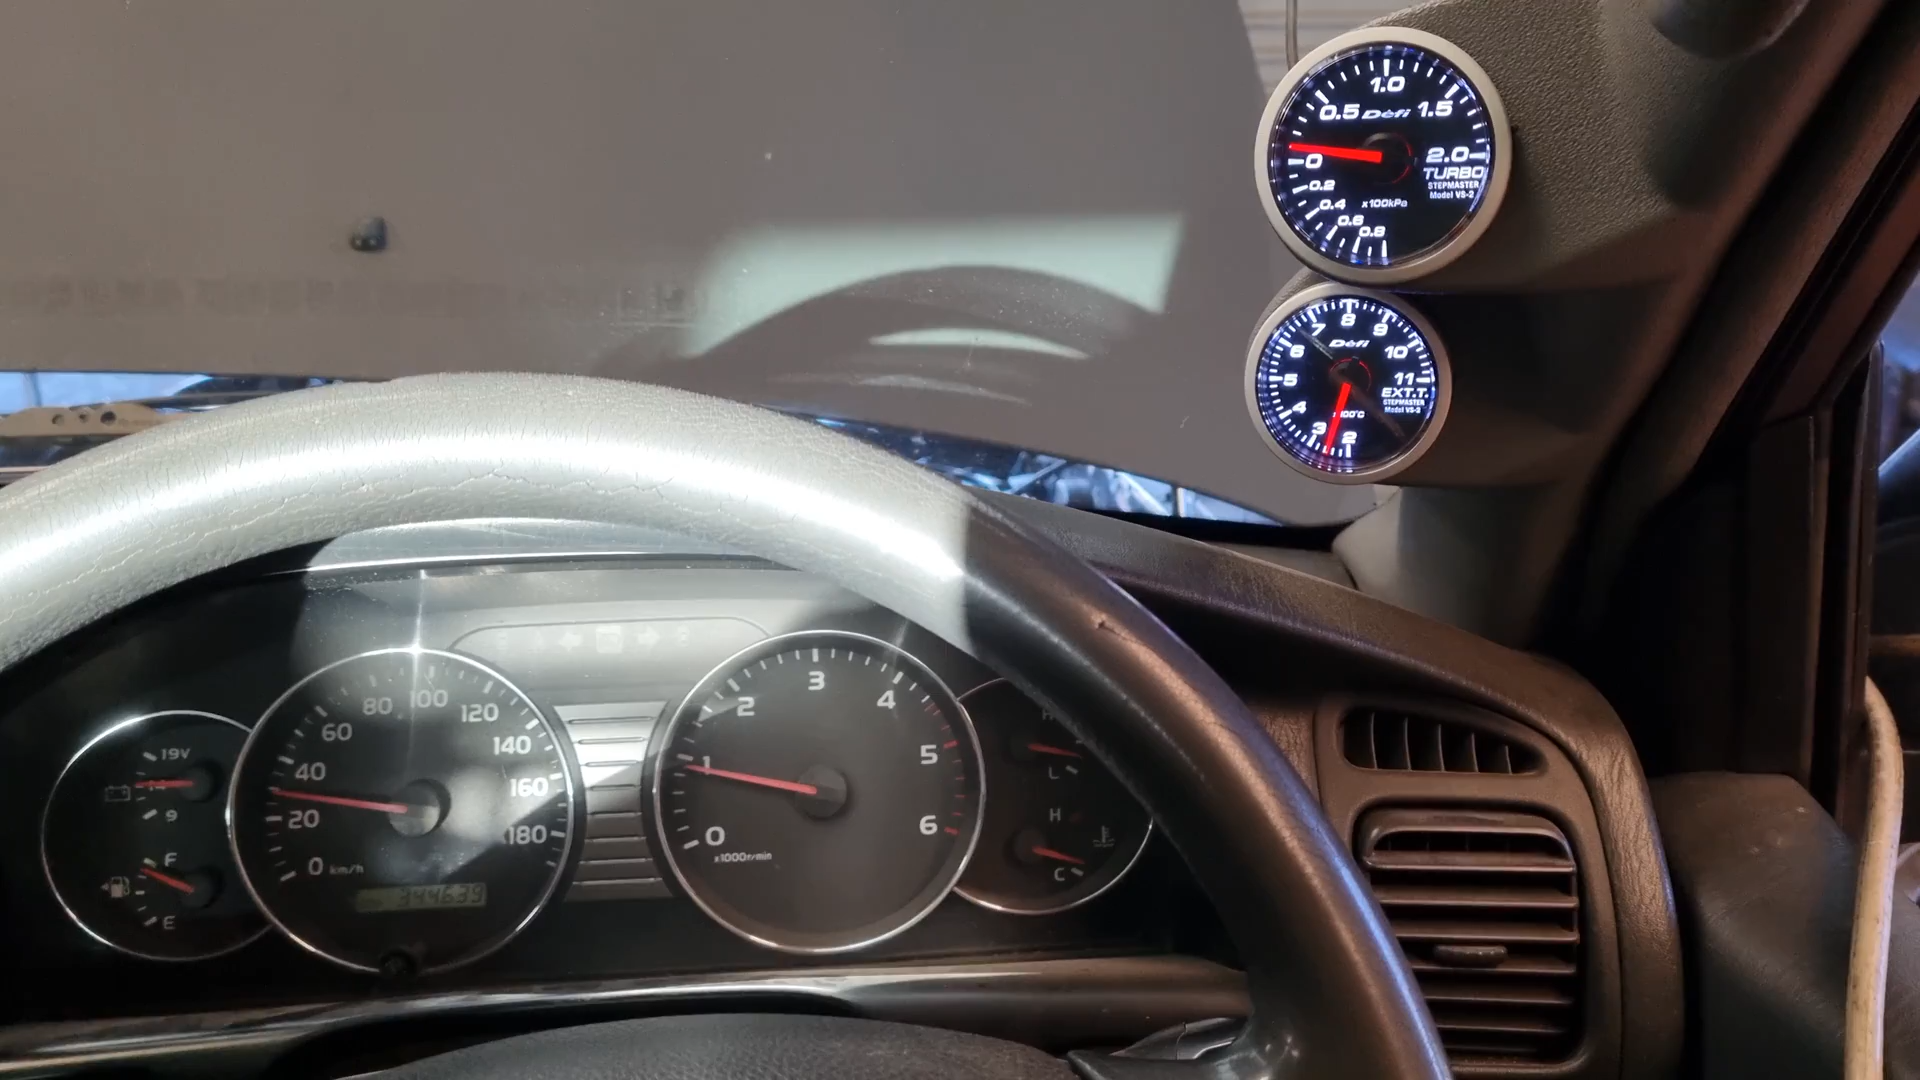 1.0
0.5 Defi 1.5
0 2.0
TURBO
0.2 STEPMASTER
Model VS-2
0.4 x100kPa
0.6
0.8
8
7 9
Defi
6 10
5 11
EXT.T.
STEPMASTER
4 x100°C Model VS-2
3 2
19V
14
9
F
E
80 100
60 120
140
40 160
20
180
0 km/h
344639
3
2 4
1 5
0 6
x1000r/min
H
L
H
C